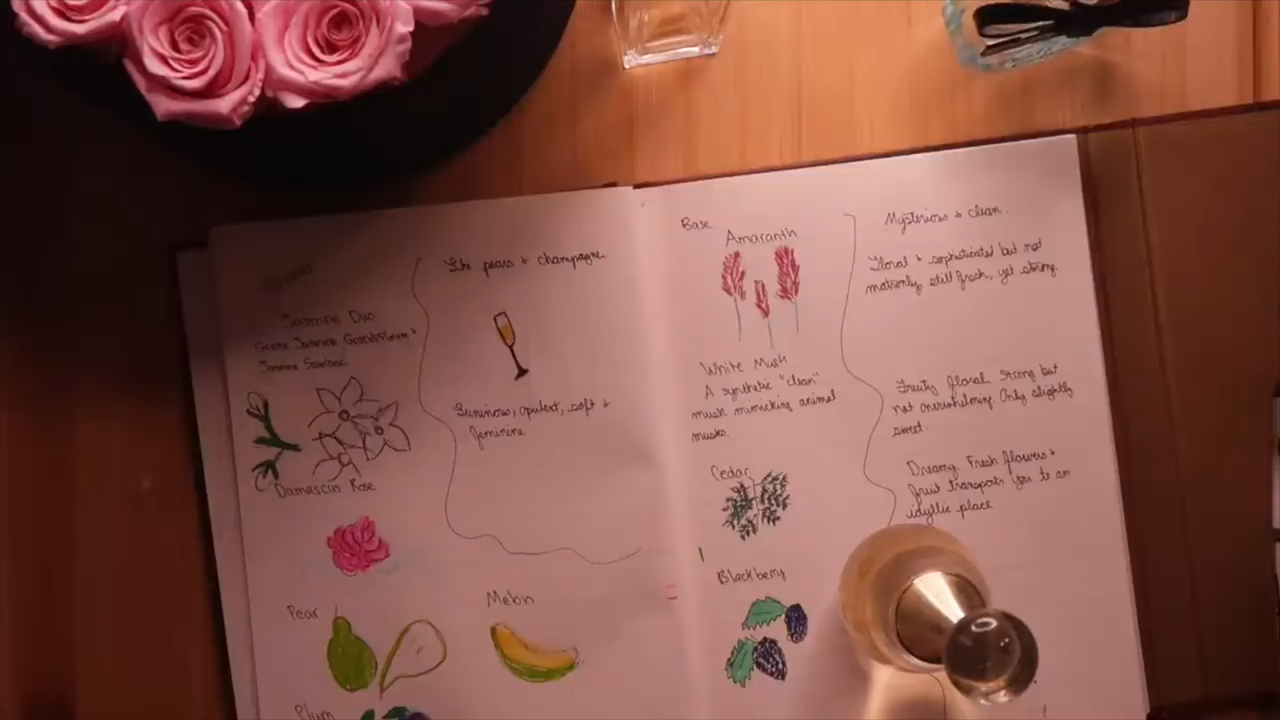 Jasmine Duo
Jasmine Sambac
Damascus Rose
Pear
Melon
Plum
Like pears & champagne
Luminous, opulent, soft &
feminine
Base
Amaranth
White Musk
A synthetic "clean"
musk mimicking animal
musks.
Cedar
Blackberry
Mysterious & clean.
Floral & sophisticated but not
matronly still fresh, yet strong.
Fruity floral. Strong but
not overwhelming. Only slightly
sweet.
Dreamy. Fresh flowers &
fruit transports you to an
idyllic place